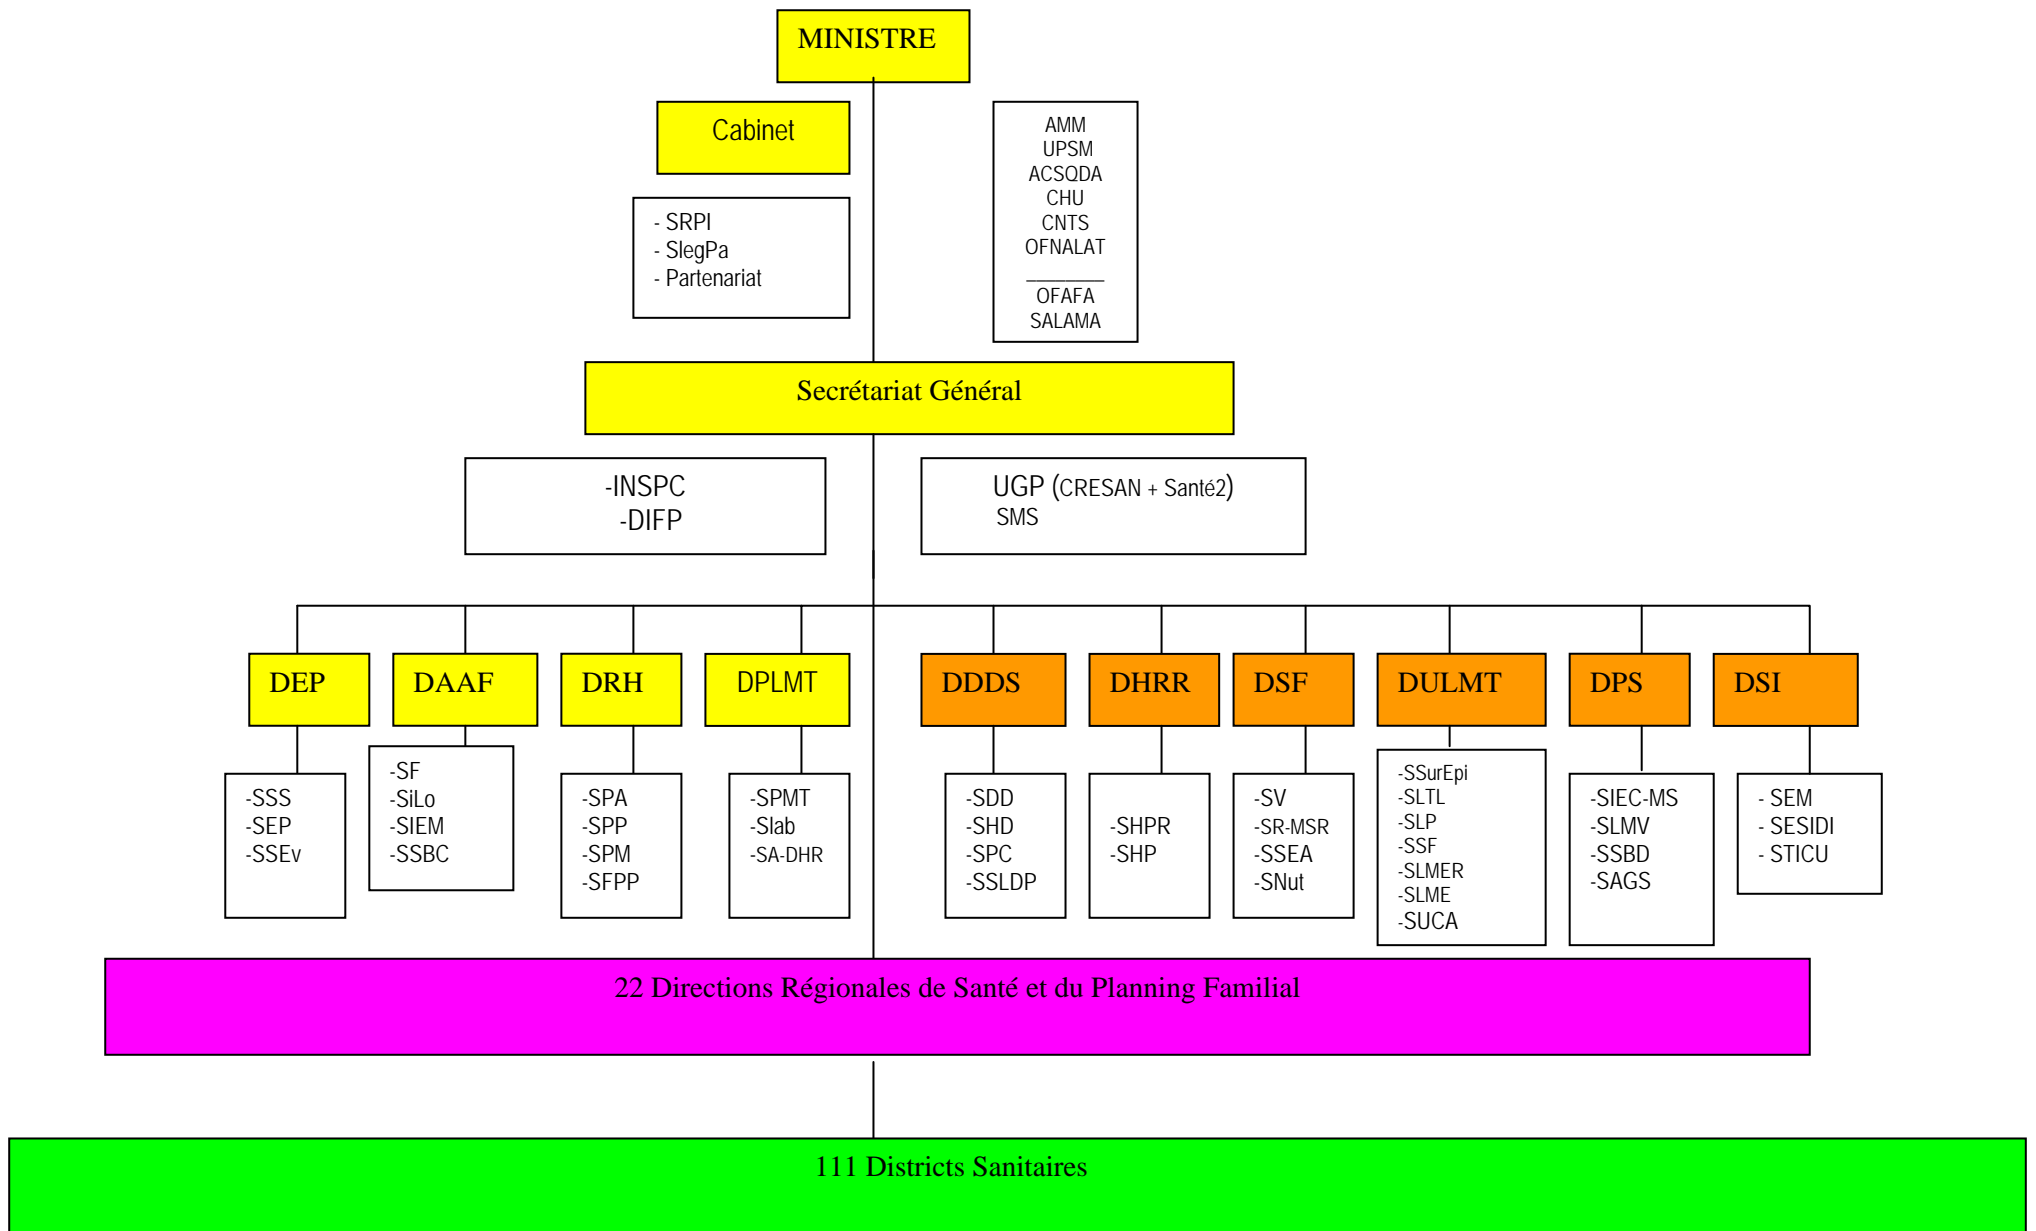 MINISTRE
Cabinet
- SRPI
- SlegPa
- Partenariat
AMM
UPSM
ACSQDA
CHU
CNTS
OFNALAT
________
OFAFA
SALAMA
Secrétariat Général
-INSPC
-DIFP
UGP (CRESAN + Santé2)
SMS
DEP
DAAF
DRH
DPLMT
DDDS
DHRR
DSF
DULMT
DPS
DSI
-SSS
-SEP
-SSEv
-SF
-SiLo
-SIEM
-SSBC
-SPA
-SPP
-SPM
-SFPP
-SPMT
-Slab
-SA-DHR
-SDD
-SHD
-SPC
-SSLDP
-SHPR
-SHP
-SV
-SR-MSR
-SSEA
-SNut
-SSurEpi
-SLTL
-SLP
-SSF
-SLMER
-SLME
-SUCA
-SIEC-MS
-SLMV
-SSBD
-SAGS
- SEM
- SESIDI
- STICU
22 Directions Régionales de Santé et du Planning Familial
111 Districts Sanitaires